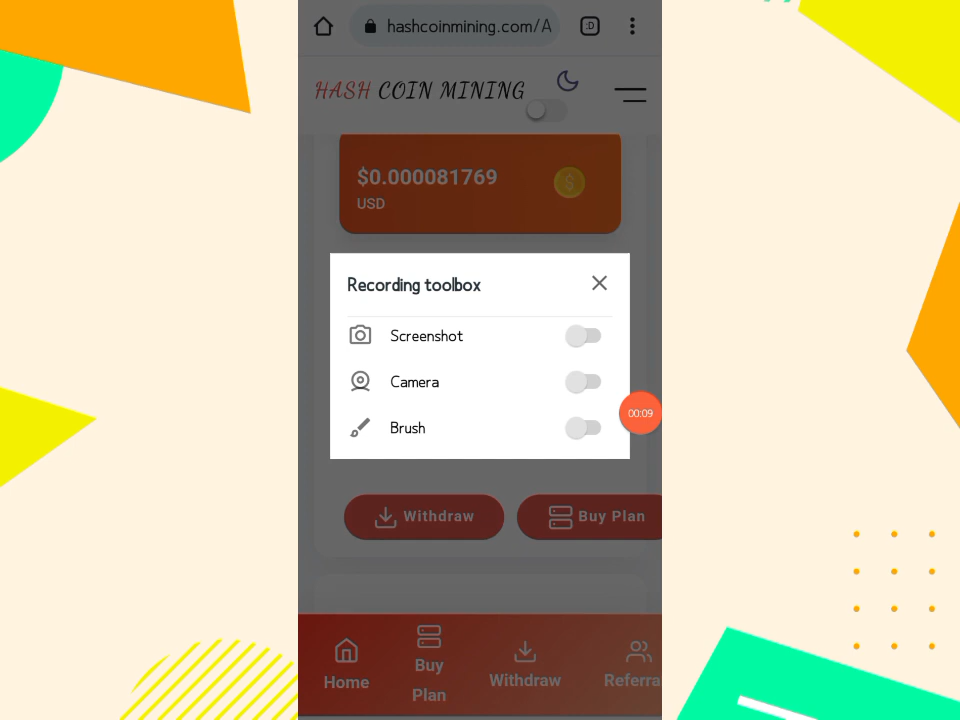 hashcoinmining.com/A
:D
HASH COIN MINING
$0.000081769
$
USD
Recording toolbox
Screenshot
Camera
00:09
Brush
Withdraw
Buy Plan
Home
Buy
Plan
Withdraw
Referra